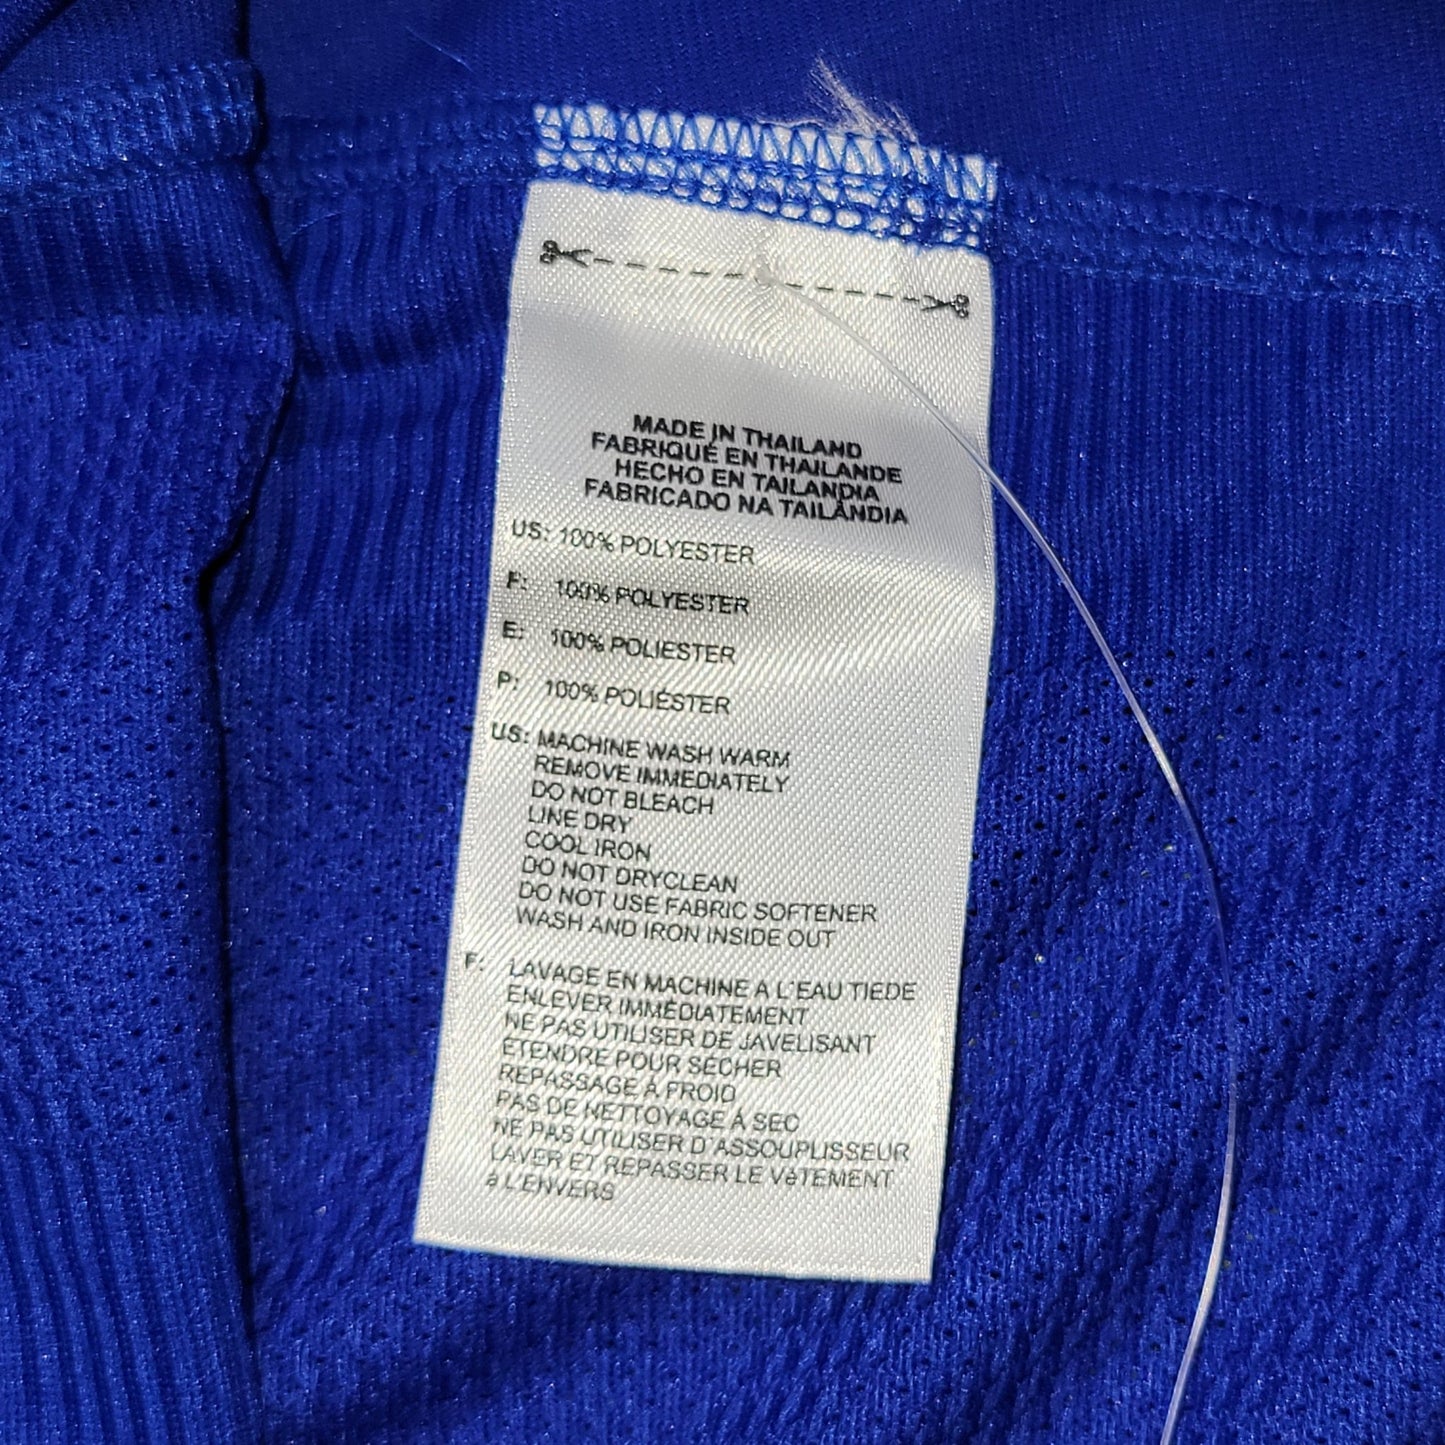 MADE IN THAILAND
FABRIQUÉ EN THAILANDE
HECHO EN TAILANDIA
FABRICADO NA TAILÂNDIA
US: 100% POLYESTER
F: 100% POLYESTER
E: 100% POLIESTER
P: 100% POLIÉSTER
US: MACHINE WASH WARM
REMOVE IMMEDIATELY
DO NOT BLEACH
LINE DRY
COOL IRON
DO NOT DRYCLEAN
DO NOT USE FABRIC SOFTENER
WASH AND IRON INSIDE OUT
F: LAVAGE EN MACHINE A L'EAU TIEDE
ENLEVER IMMÉDIATEMENT
NE PAS UTILISER DE JAVELISANT
ÉTENDRE POUR SÉCHER
REPASSAGE À FROID
PAS DE NETTOYAGE À SEC
NE PAS UTILISER D'ASSOUPLISSEUR
LAVER ET REPASSER LE VêTEMENT
à L'ENVERS